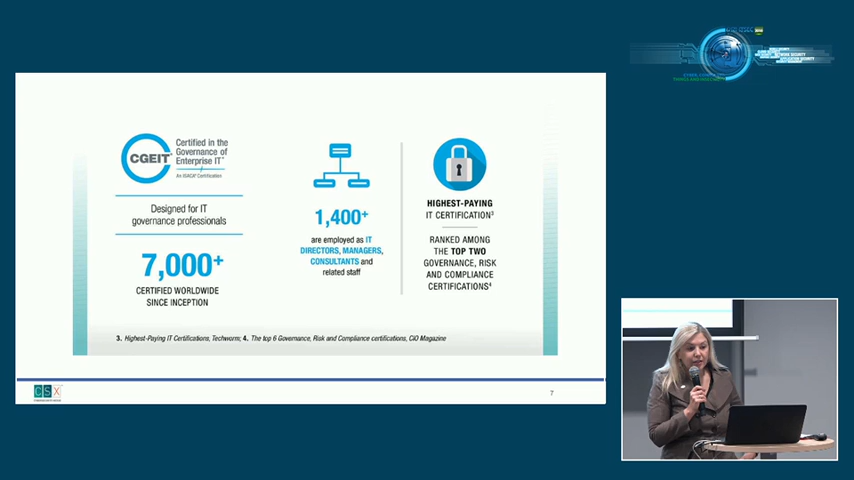 CGEIT
Certified in the
Governance of
Enterprise IT
An ISACA Certification
Designed for IT
governance professionals
7,000+
CERTIFIED WORLDWIDE
SINCE INCEPTION
1,400+
are employed as IT
DIRECTORS, MANAGERS,
CONSULTANTS and
related staff
HIGHEST-PAYING
IT CERTIFICATION³
RANKED AMONG
THE TOP TWO
GOVERNANCE, RISK
AND COMPLIANCE
CERTIFICATIONS⁴
3. Highest-Paying IT Certifications, Techworm; 4. The top 6 Governance, Risk and Compliance certifications, CIO Magazine
CSX
7